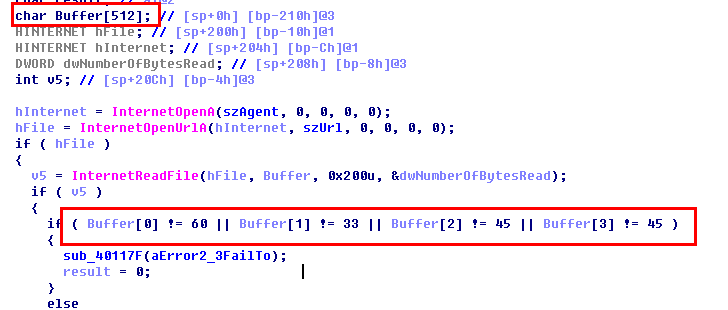 char Buffer[512]; // [sp+0h] [bp-210h]@3
HINTERNET hFile; // [sp+200h] [bp-10h]@1
HINTERNET hInternet; // [sp+204h] [bp-Ch]@1
DWORD dwNumberOfBytesRead; // [sp+208h] [bp-8h]@3
int v5; // [sp+20Ch] [bp-4h]@3
hInternet = InternetOpenA(szAgent, 0, 0, 0, 0);
hFile = InternetOpenUrlA(hInternet, szUrl, 0, 0, 0, 0);
if ( hFile )
{
v5 = InternetReadFile(hFile, Buffer, 0x200u, &dwNumberOfBytesRead);
if ( v5 )
{
if ( Buffer[0] != 60 || Buffer[1] != 33 || Buffer[2] != 45 || Buffer[3] != 45 )
{
sub_40117F(aError2_3FailTo);
result = 0;
}
else